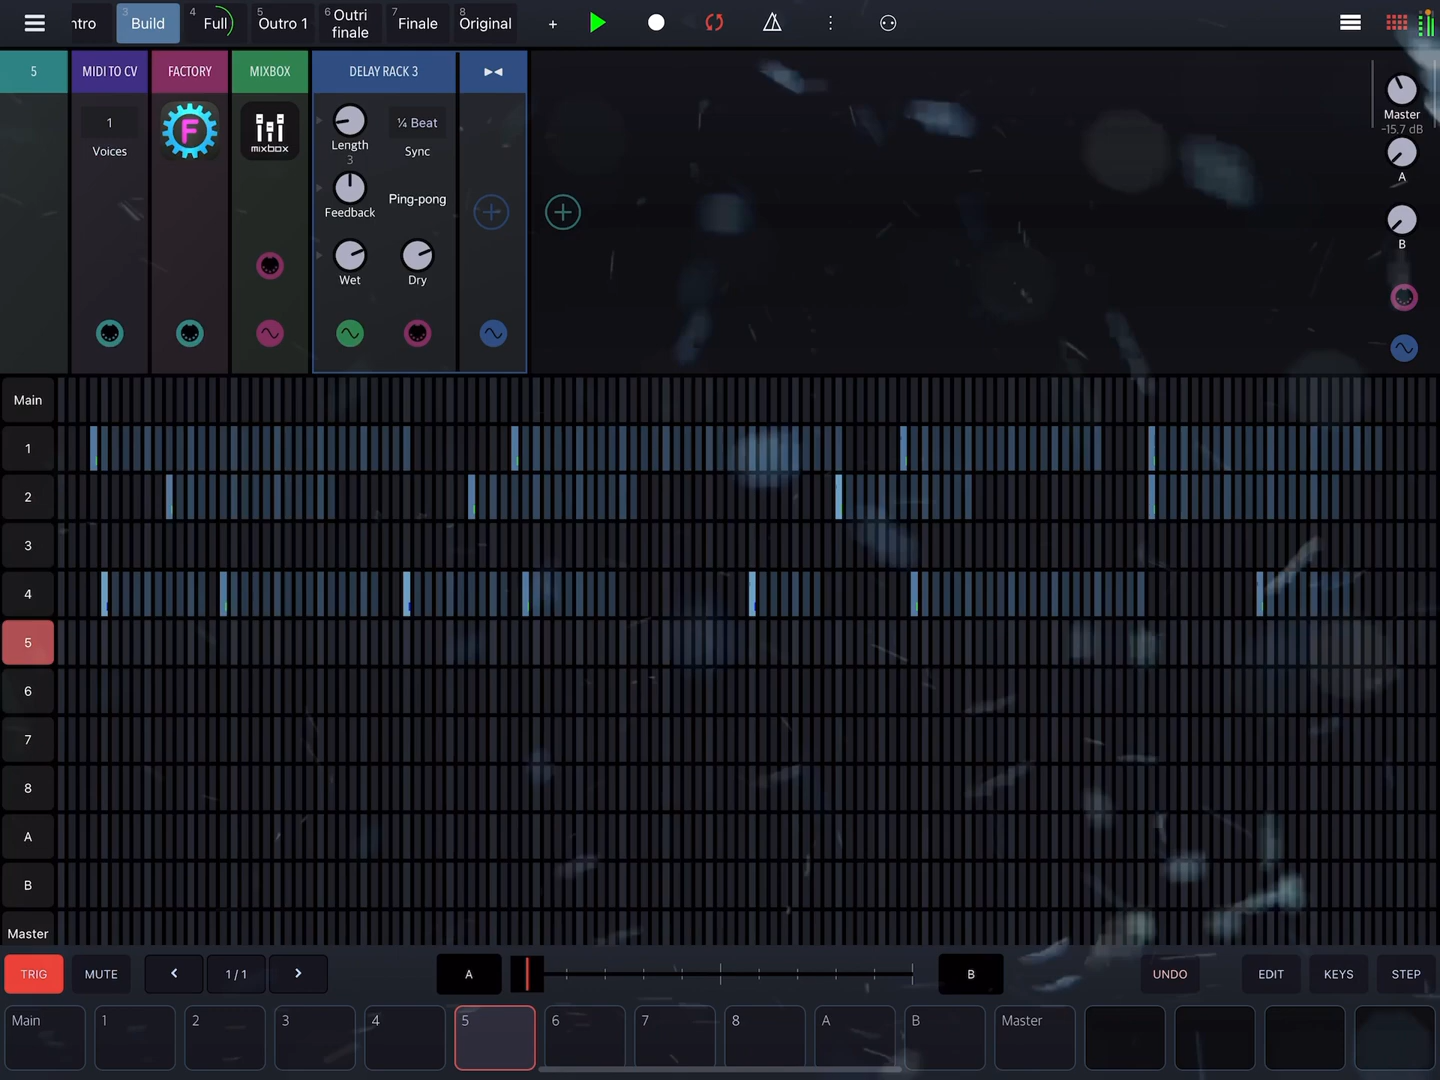 ntro
3
Build
4
Full
5
Outro 1
6
Outri
finale
7
Finale
8
Original
+
5
MIDI TO CV
FACTORY
MIXBOX
DELAY RACK 3
1
Voices
F
mixbox
Length
3
¼ Beat
Sync
Feedback
Ping-pong
Wet
Dry
Master
-15.7 dB
A
B
Main
1
2
3
4
5
6
7
8
A
B
Master
TRIG
MUTE
<
1 / 1
>
A
B
UNDO
EDIT
KEYS
STEP
Main
1
2
3
4
5
6
7
8
A
B
Master